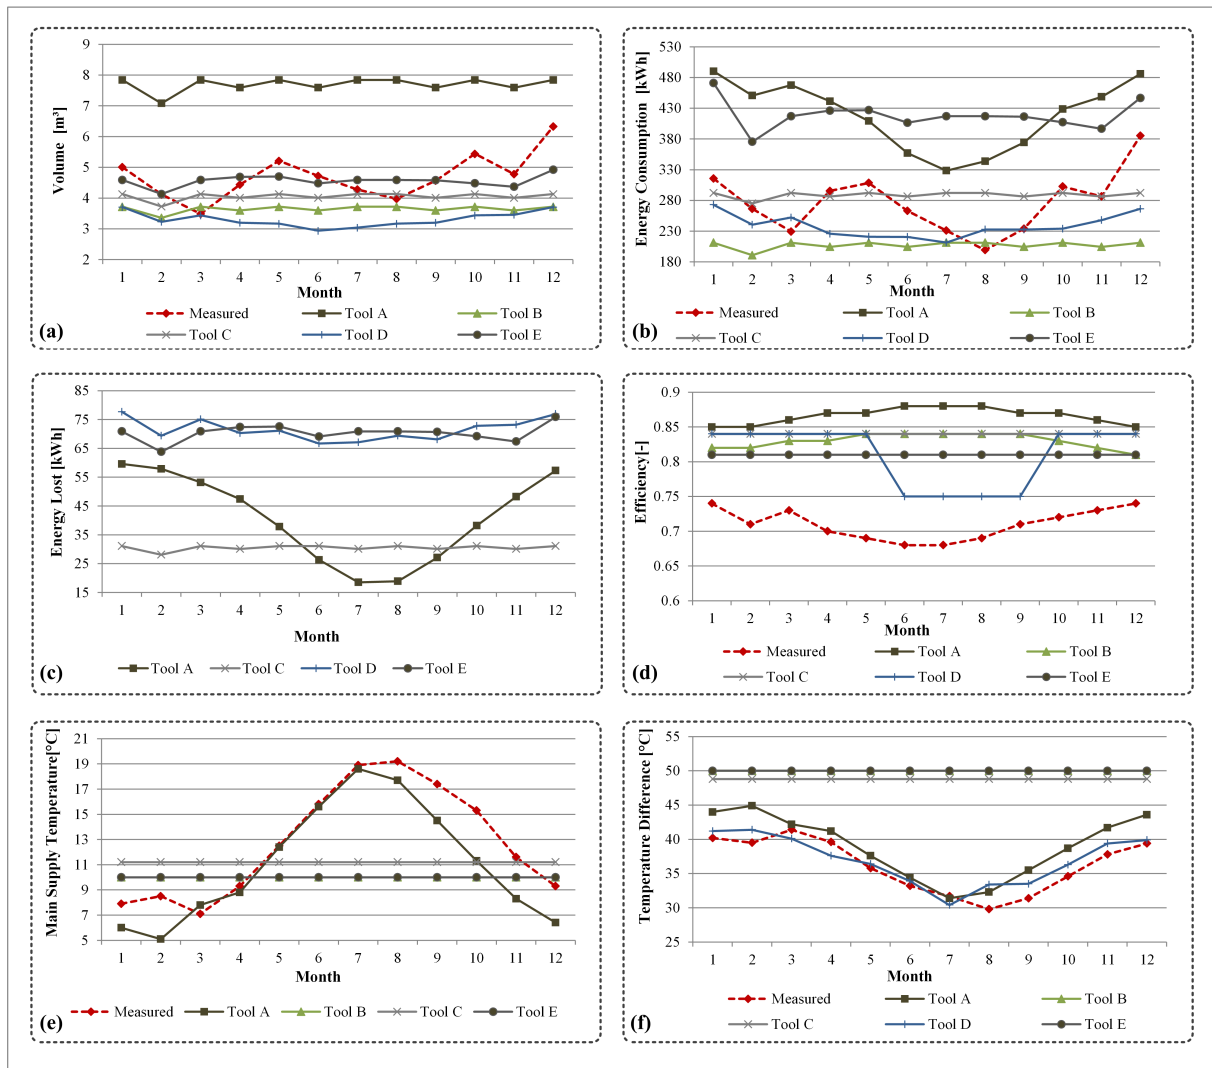 9
8
7
6
5
4
3
2
Volume [m³]
1 2 3 4 5 6 7 8 9 10 11 12
Month
Measured Tool A Tool B
Tool C Tool D Tool E
(a)
530
480
430
380
330
280
230
180
Energy Consumption [kWh]
1 2 3 4 5 6 7 8 9 10 11 12
Month
Measured Tool A Tool B
Tool C Tool D Tool E
(b)
85
75
65
55
45
35
25
15
Energy Lost [kWh]
1 2 3 4 5 6 7 8 9 10 11 12
Month
Tool A Tool C Tool D Tool E
(c)
0.9
0.85
0.8
0.75
0.7
0.65
0.6
Efficiency[-]
1 2 3 4 5 6 7 8 9 10 11 12
Month
Measured Tool A Tool B
Tool C Tool D Tool E
(d)
21
19
17
15
13
11
9
7
5
Main Supply Temperature[°C]
1 2 3 4 5 6 7 8 9 10 11 12
Month
Measured Tool A Tool B Tool C Tool E
(e)
55
50
45
40
35
30
25
Temperature Difference [°C]
1 2 3 4 5 6 7 8 9 10 11 12
Month
Measured Tool A Tool B
Tool C Tool D Tool E
(f)